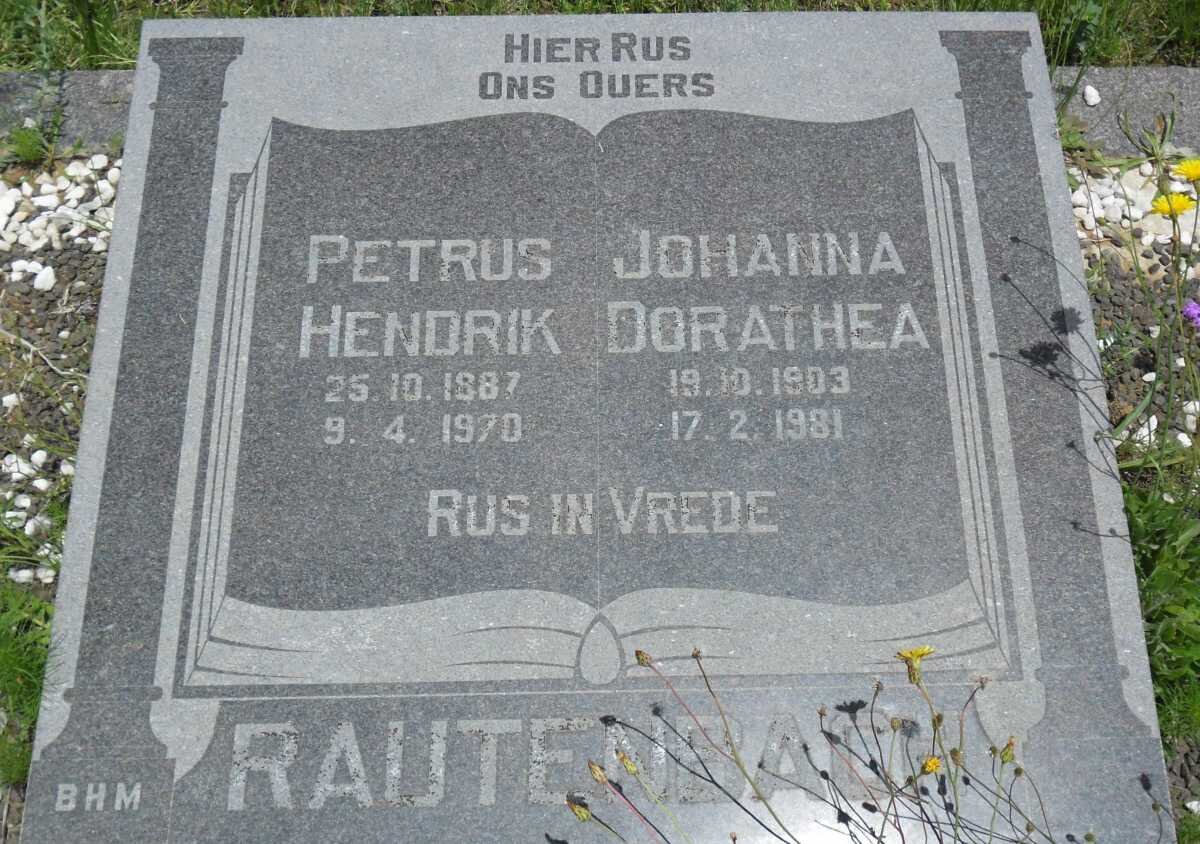 HIER RUS
ONS OUERS
PETRUS
HENDRIK
25. 10. 1887
9. 4. 1970
JOHANNA
DORATHEA
19. 10. 1903
17. 2. 1981
RUS IN VREDE
RAUTENBACH
BHM